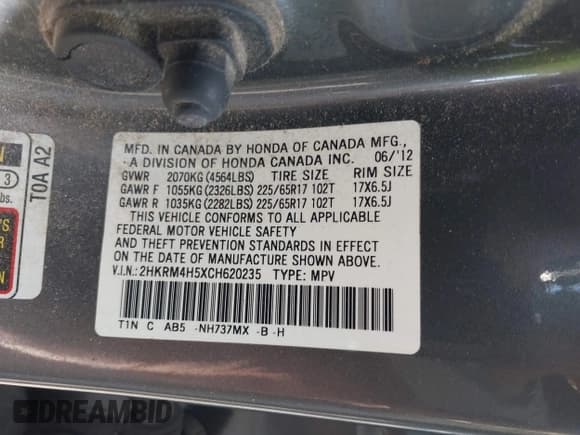 MFD. IN CANADA BY HONDA OF CANADA MFG.,
A DIVISION OF HONDA CANADA INC. 06/'12
GVWR 2070KG (4564LBS) TIRE SIZE RIM SIZE
GAWR F 1055KG (2326LBS) 225/65R17 102T 17X6.5J
GAWR R 1035KG (2282LBS) 225/65R17 102T 17X6.5J
THIS VEHICLE CONFORMS TO ALL APPLICABLE
FEDERAL MOTOR VEHICLE SAFETY
AND THEFT PREVENTION STANDARDS IN EFFECT
ON THE DATE OF MANUFACTURE SHOWN ABOVE.
V.I.N.: 2HKRM4H5XCH620235 TYPE: MPV
T1N C AB5 -NH737MX -B -H
TOA A2
3
lbs.
DREAMBID